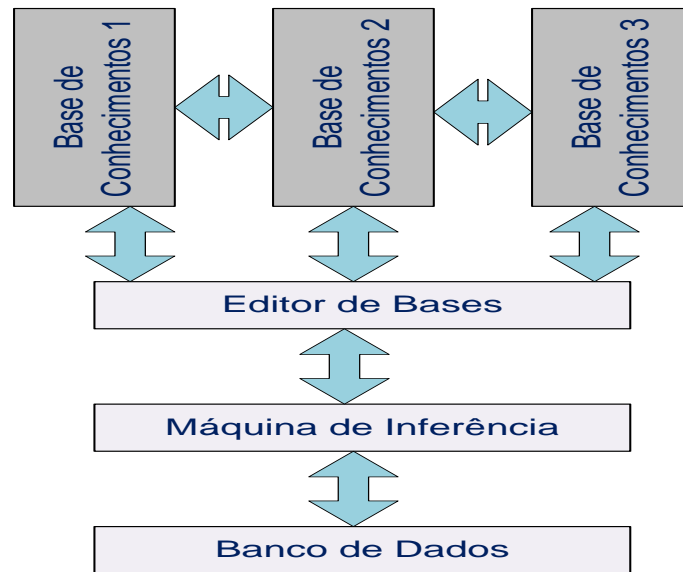 Base de
Conhecimentos 1
Base de
Conhecimentos 2
Base de
Conhecimentos 3
Editor de Bases
Máquina de Inferência
Banco de Dados